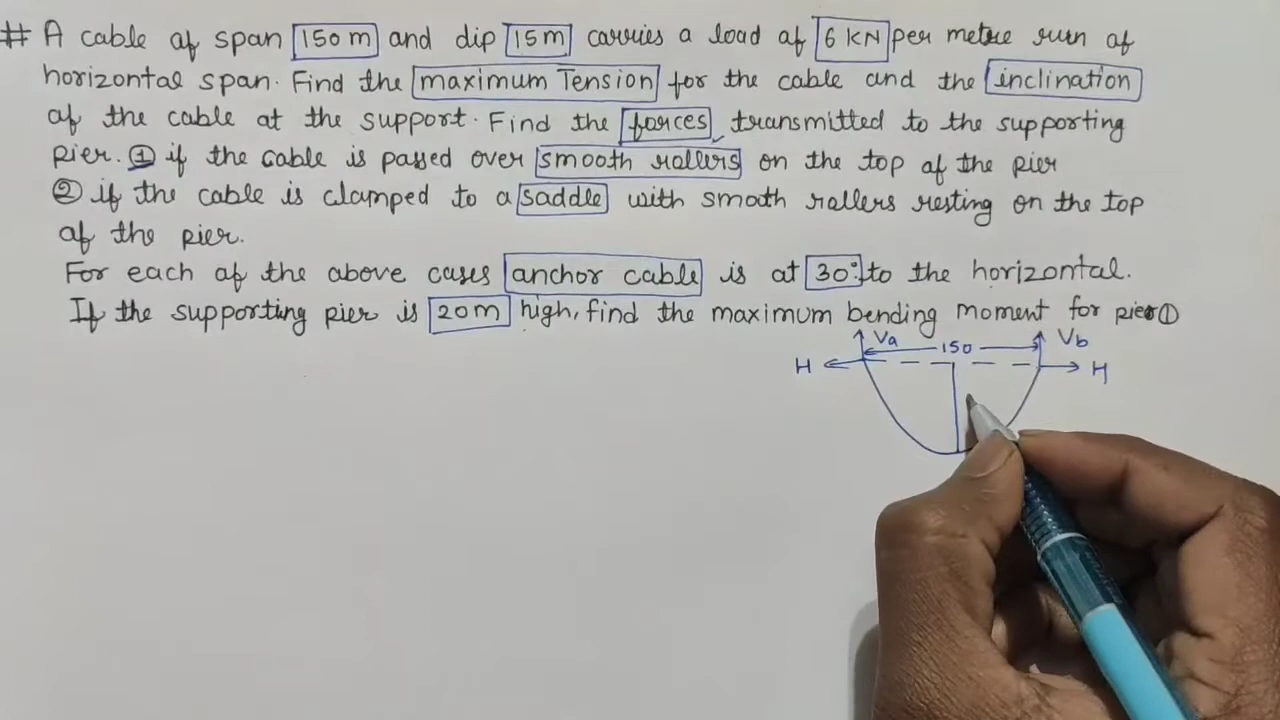 # A cable of span 150 m and dip 15 m carries a load of 6 KN per metre run of
horizontal span. Find the maximum Tension for the cable and the inclination
of the cable at the support. Find the forces transmitted to the supporting
pier. ① if the cable is passed over smooth rollers on the top of the pier
② if the cable is clamped to a saddle with smooth rollers resting on the top
of the pier.
For each of the above cases anchor cable is at 30° to the horizontal.
If the supporting pier is 20m high, find the maximum bending moment for pier ①
Va 150 Vb
H H